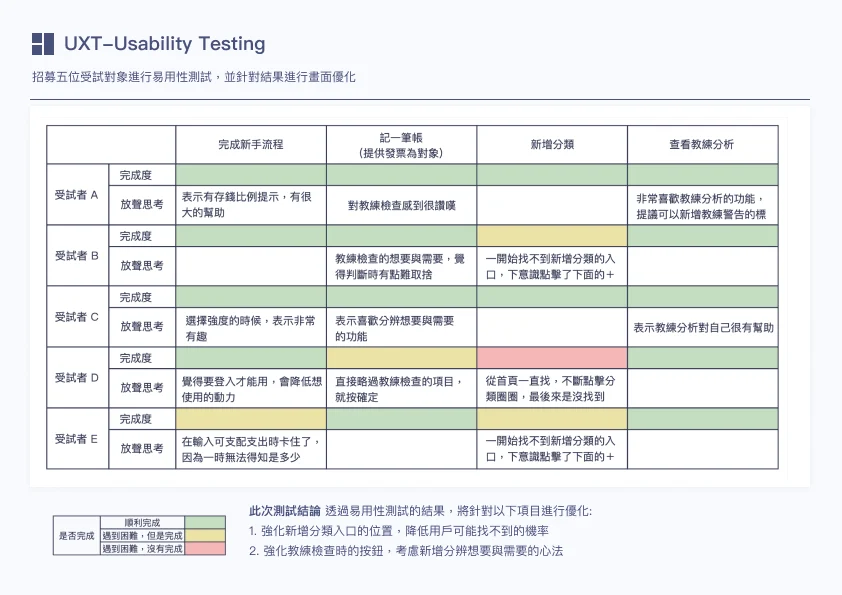 UXT–Usability Testing
招募五位受試對象進行易用性測試，並針對結果進行畫面優化
完成新手流程
記一筆帳
（提供發票為對象）
新增分類
查看教練分析
受試者 A
完成度
放聲思考
表示有存錢比例提示，有很
大的幫助
對教練檢查感到很讚嘆
非常喜歡教練分析的功能，
提議可以新增教練警告的標
受試者 B
完成度
放聲思考
教練檢查的想要與需要，覺
得判斷時有點難取捨
一開始找不到新增分類的入
口，下意識點擊了下面的＋
受試者 C
完成度
放聲思考
選擇強度的時候，表示非常
有趣
表示喜歡分辨想要與需要
的功能
表示教練分析對自己很有幫助
受試者 D
完成度
放聲思考
覺得要登入才能用，會降低想
使用的動力
直接略過教練檢查的項目，
就按確定
從首頁一直找，不斷點擊分
類圈圈，最後來是沒找到
受試者 E
完成度
放聲思考
在輸入可支配支出時卡住了，
因為一時無法得知是多少
一開始找不到新增分類的入
口，下意識點擊了下面的＋
是否完成
順利完成
遇到困難，但是完成
遇到困難，沒有完成
此次測試結論 透過易用性測試的結果，將針對以下項目進行優化:
1. 強化新增分類入口的位置，降低用戶可能找不到的機率
2. 強化教練檢查時的按鈕，考慮新增分辨想要與需要的心法